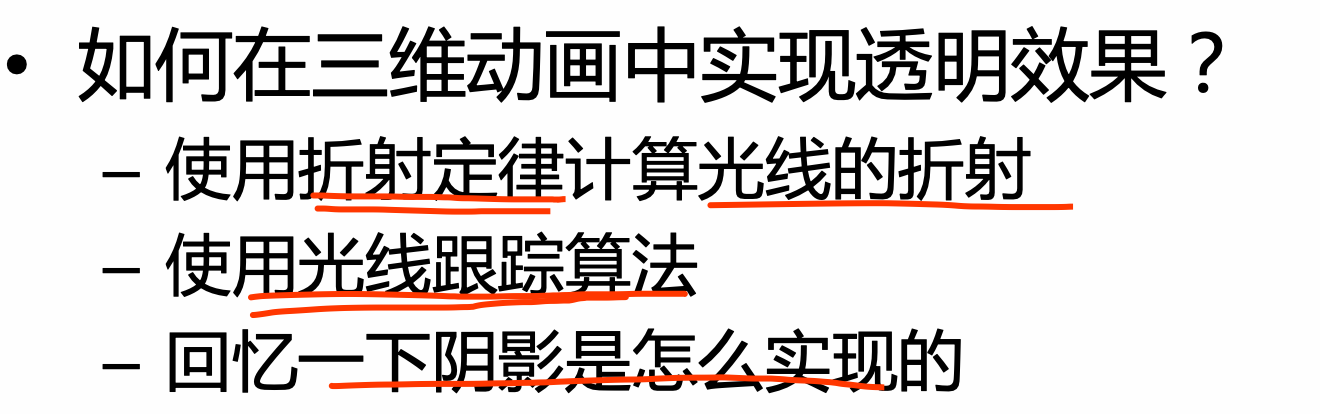 • 如何在三维动画中实现透明效果？
– 使用折射定律计算光线的折射
– 使用光线跟踪算法
– 回忆一下阴影是怎么实现的